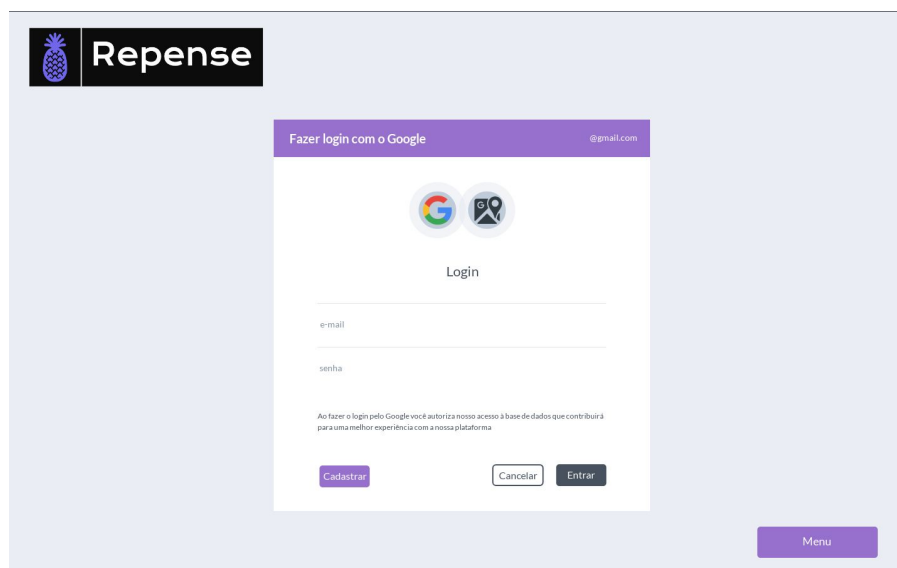 Repense
Fazer login com o Google
@gmail.com
Login
e-mail
senha
Ao fazer o login pelo Google você autoriza nosso acesso à base de dados que contribuirá
para uma melhor experiência com a nossa plataforma
Cadastrar
Cancelar
Entrar
Menu